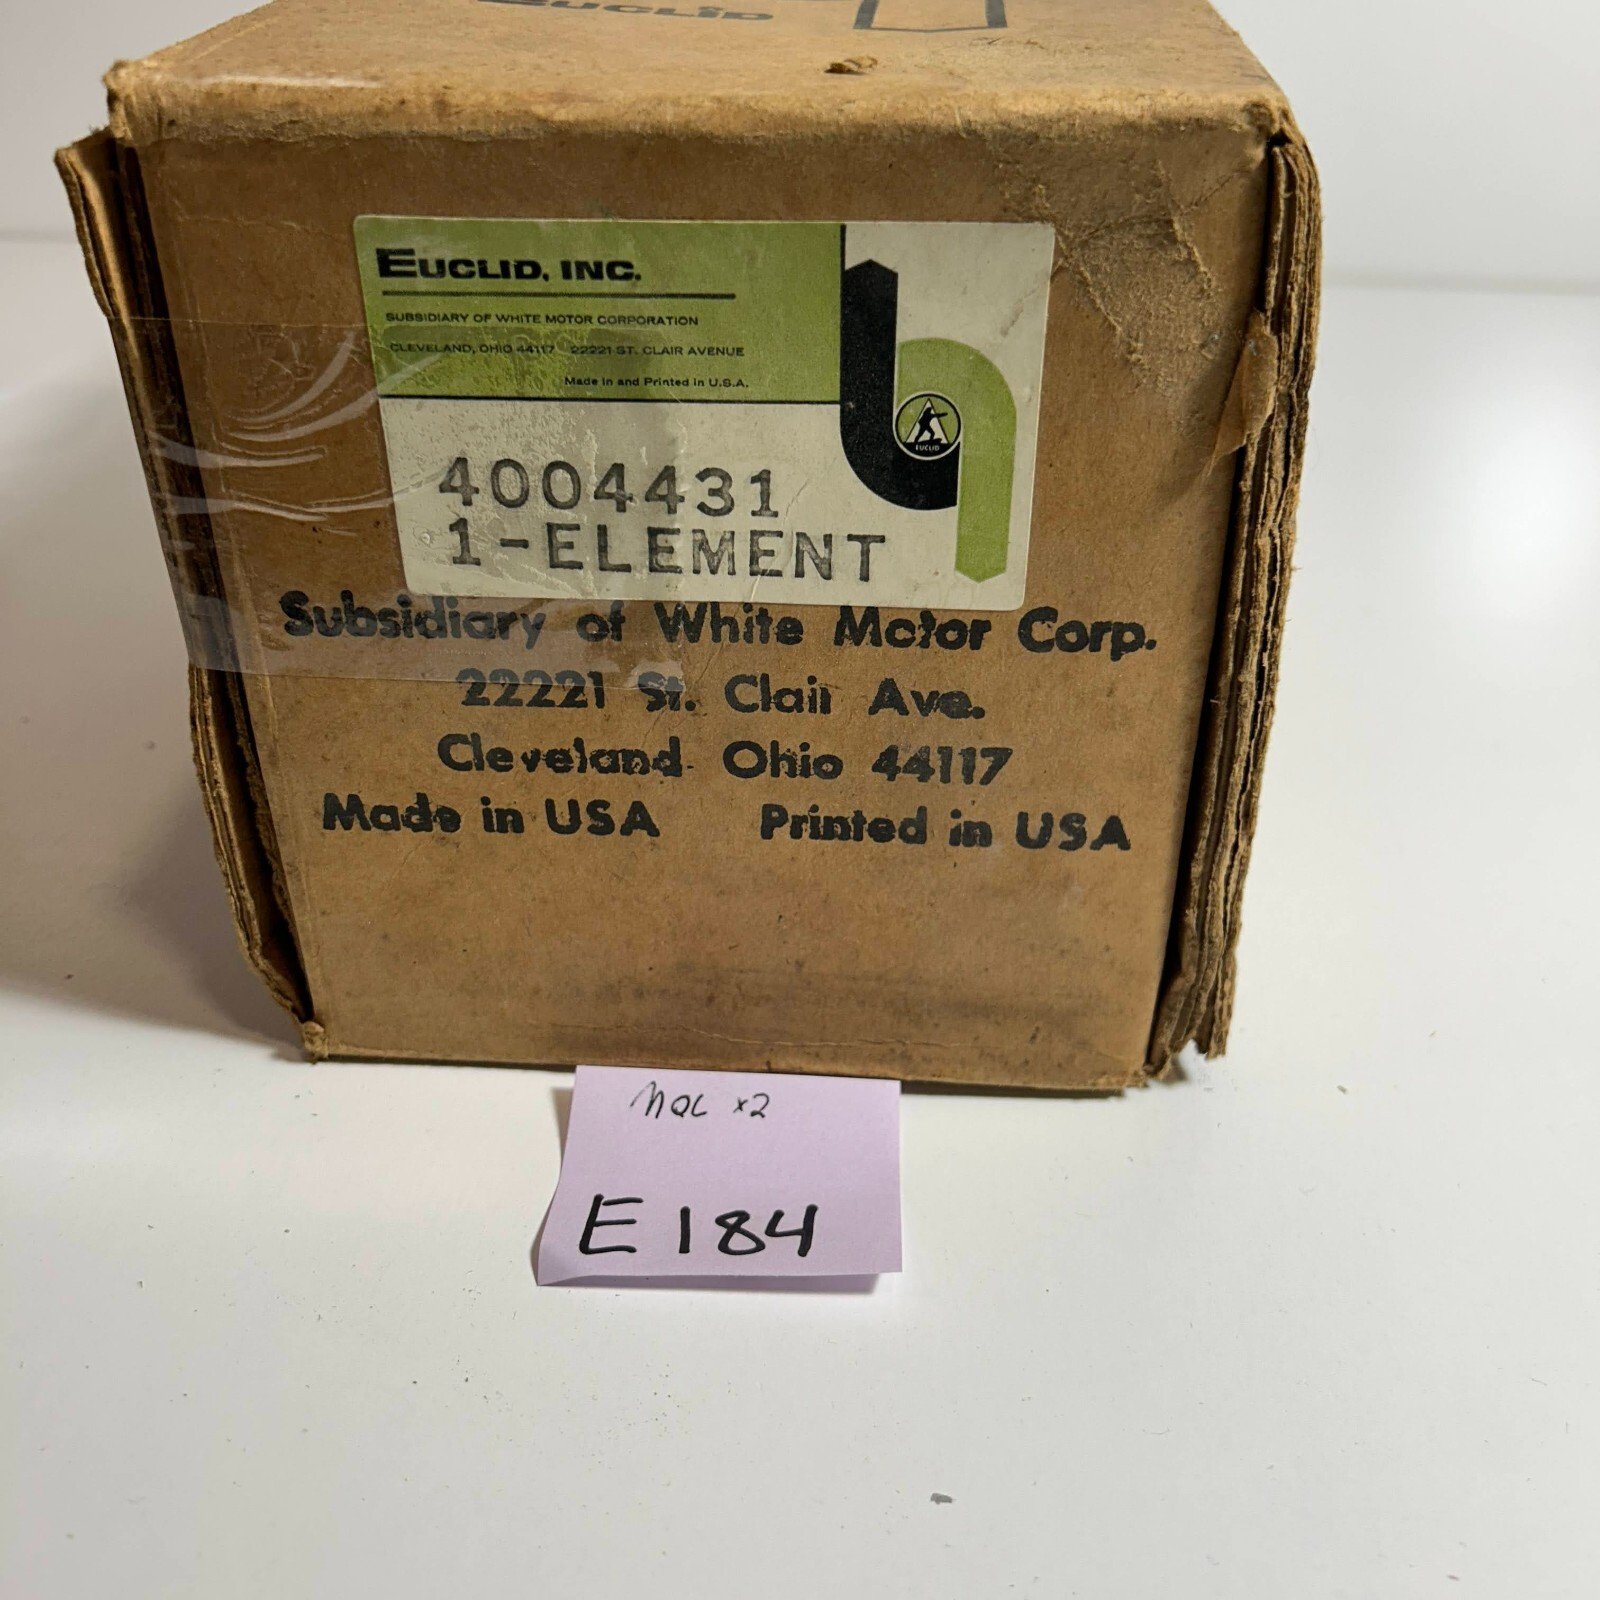 EUCLID
EUCLID, INC.
SUBSIDIARY OF WHITE MOTOR CORPORATION
CLEVELAND, OHIO 44117 22221 ST. CLAIR AVENUE
Made in and Printed in U.S.A.
EUCLID
4004431
1-ELEMENT
Subsidiary of White Motor Corp.
22221 St. Clair Ave.
Cleveland Ohio 44117
Made in USA Printed in USA
x2
E184